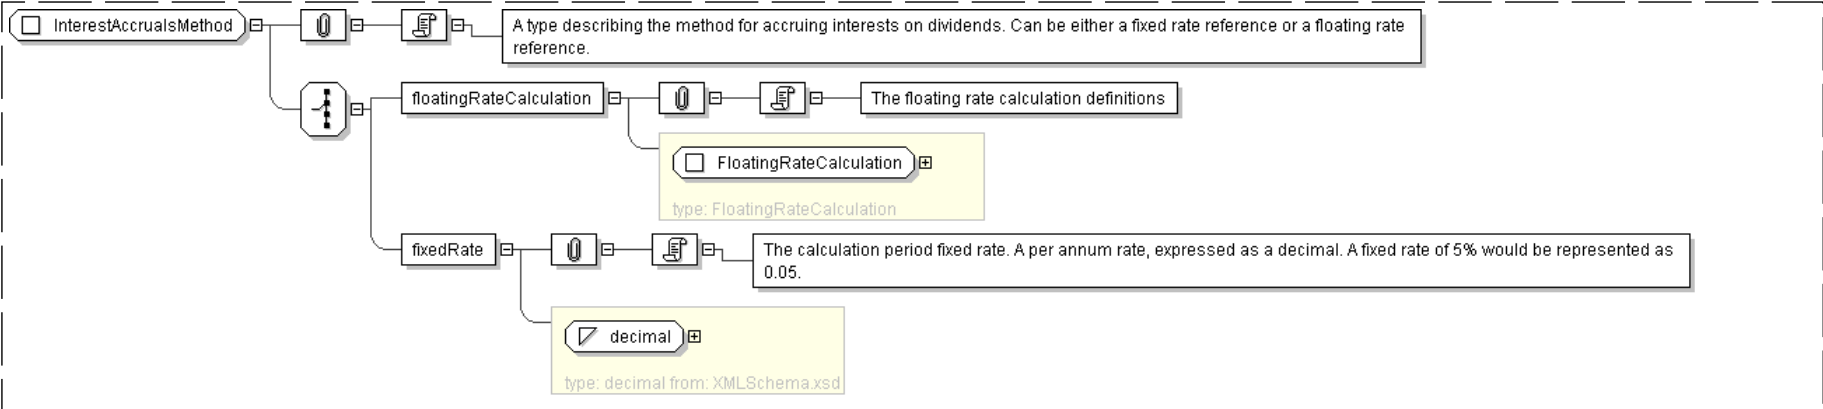 InterestAccrualsMethod
A type describing the method for accruing interests on dividends. Can be either a fixed rate reference or a floating rate
reference.
floatingRateCalculation
The floating rate calculation definitions
FloatingRateCalculation
type: FloatingRateCalculation
fixedRate
The calculation period fixed rate. A per annum rate, expressed as a decimal. A fixed rate of 5% would be represented as
0.05.
decimal
type: decimal from: XMLSchema.xsd